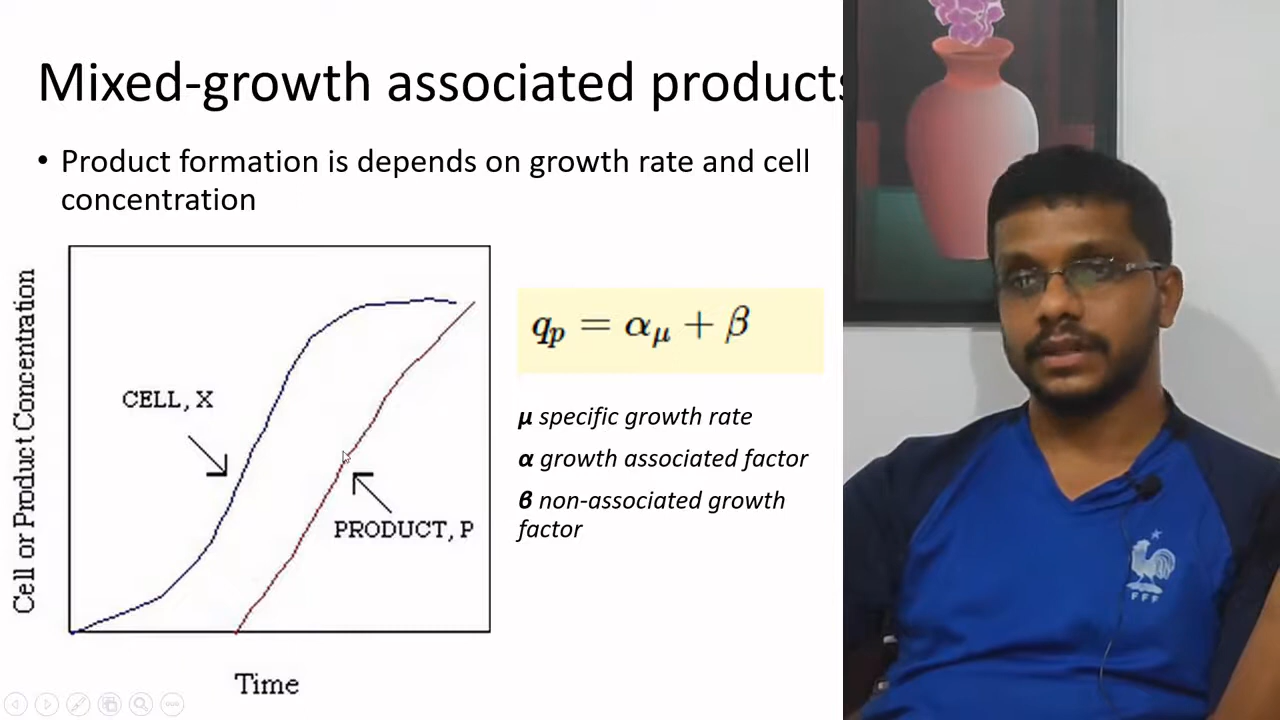 Mixed-growth associated products
• Product formation is depends on growth rate and cell
concentration
Cell or Product Concentration
CELL, X
PRODUCT, P
Time
qp = αμ + β
μ specific growth rate
α growth associated factor
β non-associated growth
factor
FFF